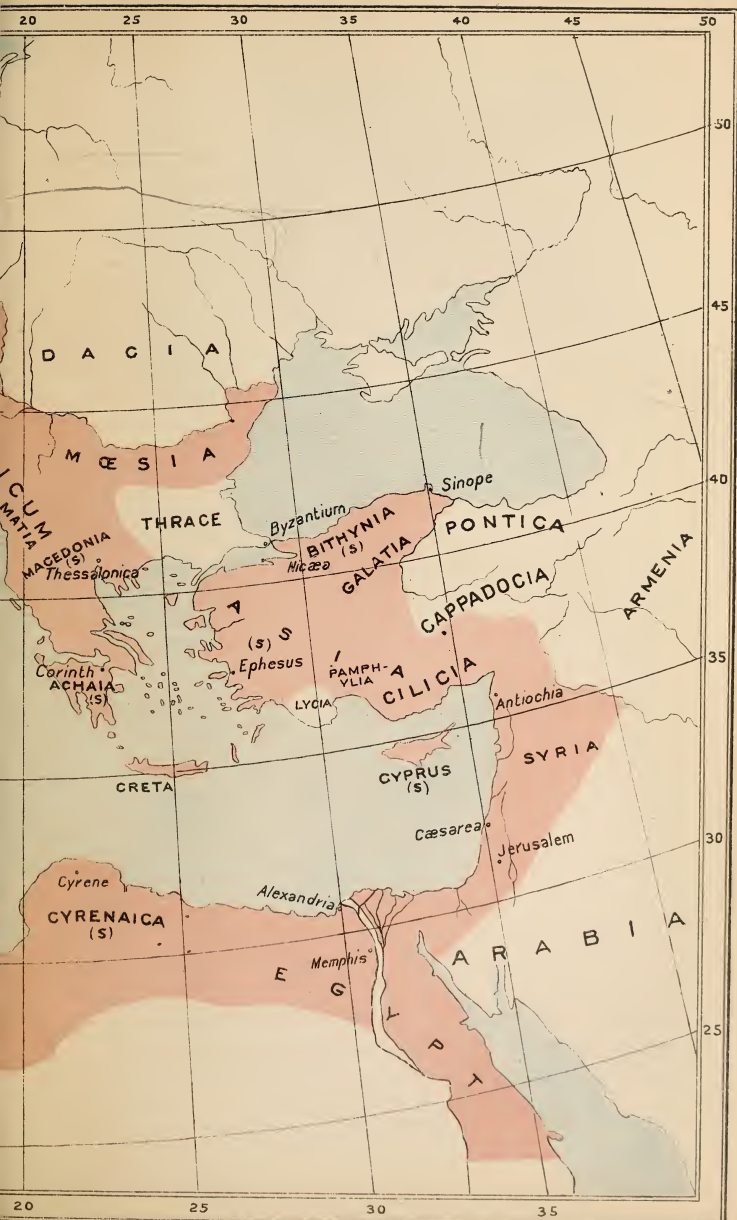 20 25 30 35 40 45 50
50
45
DACIA
MŒSIA
40
ICUM
MATIA
MACEDONIA
(S)
Thessalonica
THRACE
Byzantium
Nicæa
BITHYNIA
(S)
GALATIA
Sinope
PONTICA
CAPPADOCIA
ARMENIA
ASIA
(S)
Ephesus
PAMPH-
YLIA
CILICIA
LYCIA
35
Corinth
ACHAIA
(S)
Antiochia
SYRIA
CRETA
CYPRUS
(S)
Cæsarea
Jerusalem
30
Cyrene
CYRENAICA
(S)
Alexandria
Memphis
EGYPT
ARABIA
25
20 25 30 35